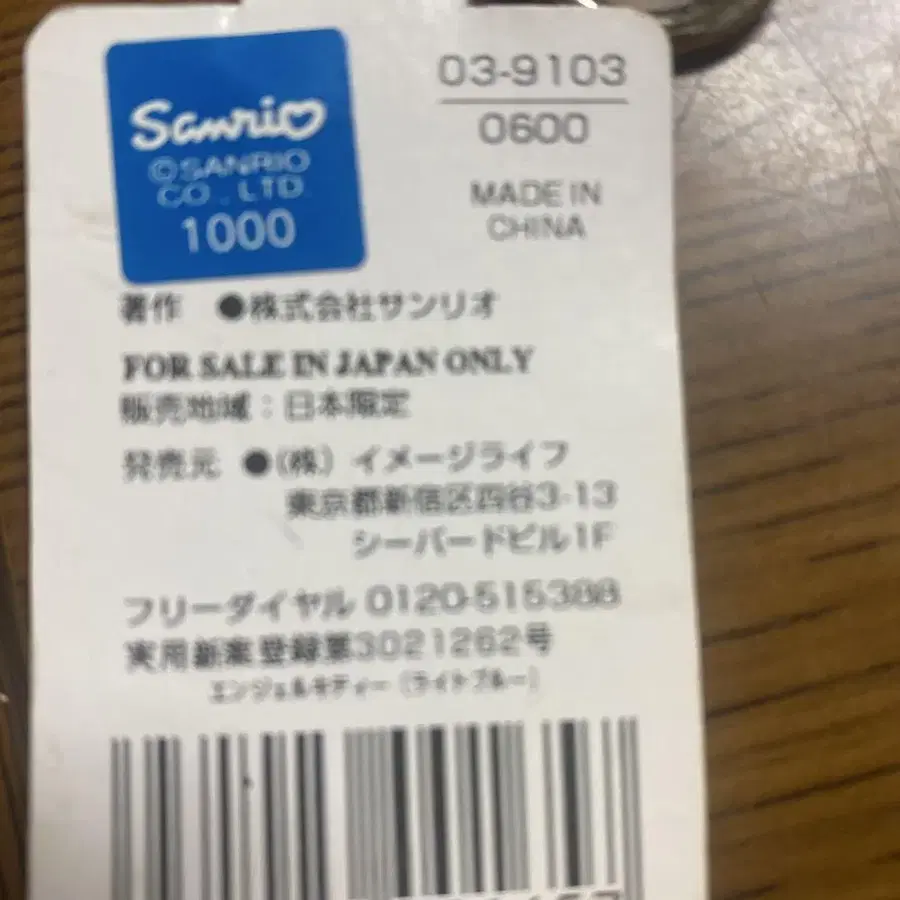 Sanrio
©SANRIO
CO., LTD.
1000
03-9103
0600
MADE IN
CHINA
著作 ●株式会社サンリオ
FOR SALE IN JAPAN ONLY
販売地域：日本限定
発売元 ●(株) イメージライフ
東京都新宿区四谷3-13
シーバードビル1F
フリーダイヤル 0120-515388
実用新案登録第3021262号
エンジェルキティー (ライトブルー)